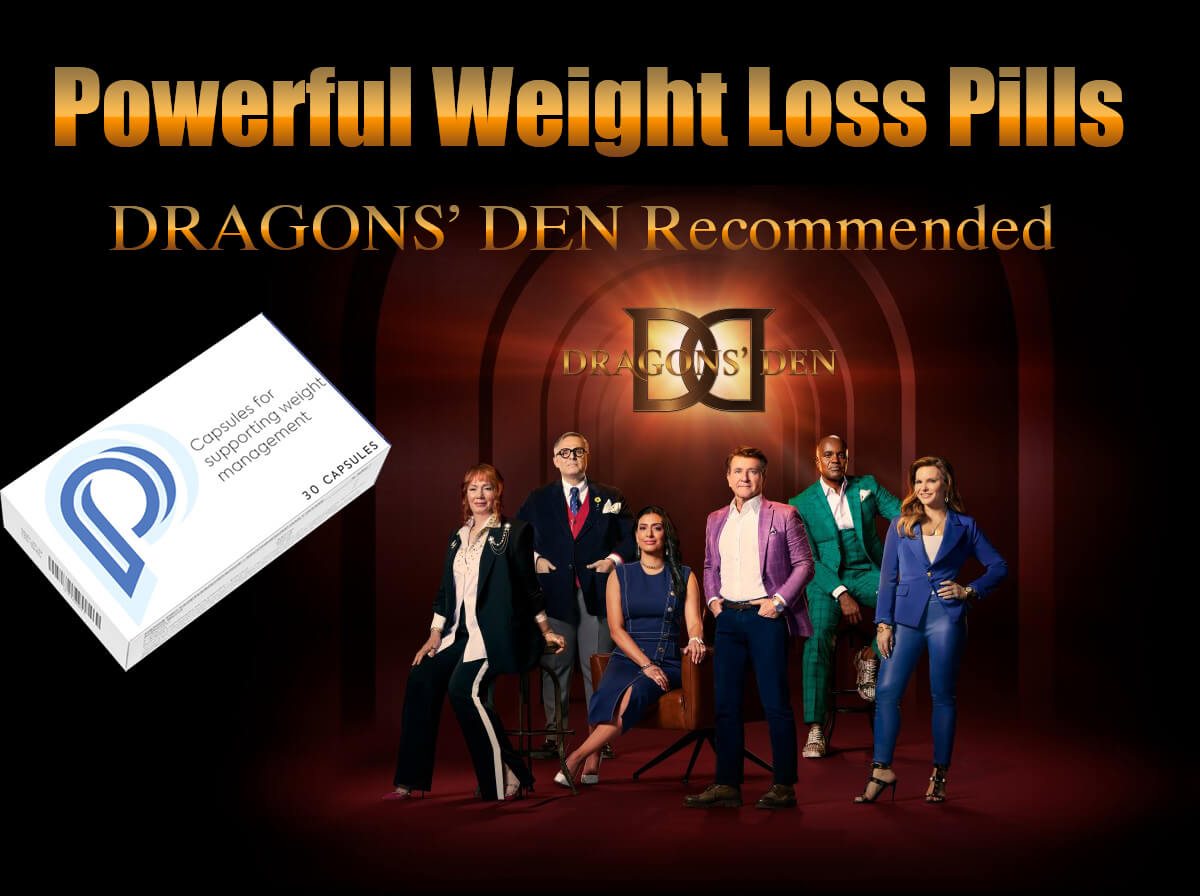 Powerful Weight Loss Pills
DRAGONS’ DEN Recommended
DRAGONS’ DEN
Capsules for
supporting weight
management
30 CAPSULES